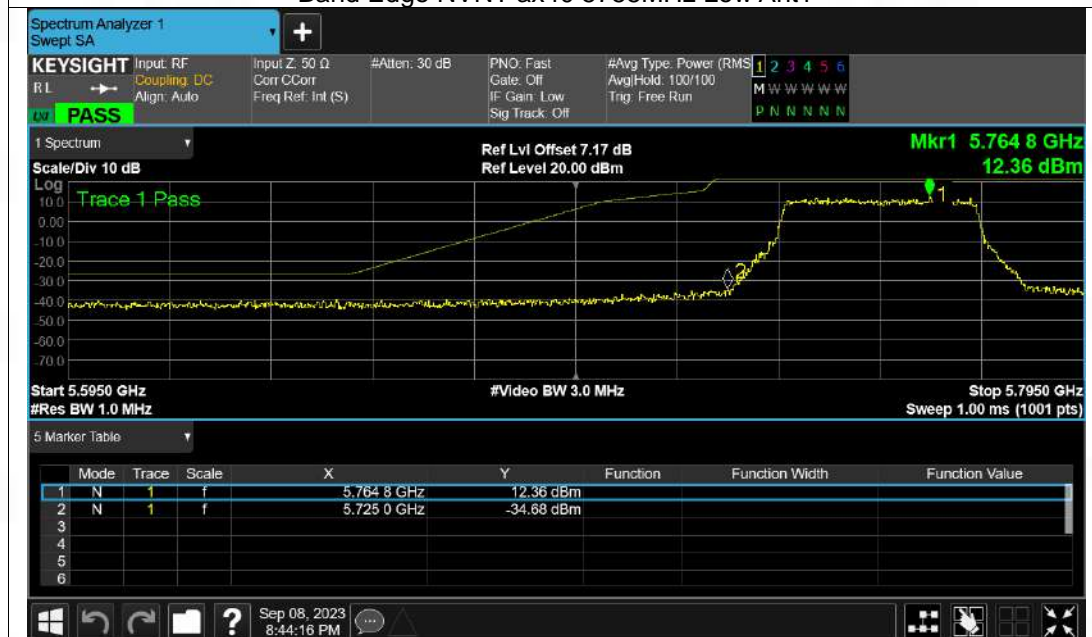 Spectrum Analyzer 1
Swept SA
+
KEYSIGHT
RL
PASS
Input: RF
Coupling: DC
Align: Auto
Input Z: 50 Ω
Corr CCorr
Freq Ref: Int (S)
#Atten: 30 dB
PNO: Fast
Gate: Off
IF Gain: Low
Sig Track: Off
#Avg Type: Power (RMS
Avg|Hold: 100/100
Trig: Free Run
1 2 3 4 5 6
M W W W W W
P N N N N N
1 Spectrum
Scale/Div 10 dB
Ref Lvl Offset 7.17 dB
Ref Level 20.00 dBm
Mkr1 5.764 8 GHz
12.36 dBm
Log
Trace 1 Pass
10.0
0.00
-10.0
-20.0
-30.0
-40.0
-50.0
-60.0
-70.0
1
2
Start 5.5950 GHz
#Video BW 3.0 MHz
Stop 5.7950 GHz
#Res BW 1.0 MHz
Sweep 1.00 ms (1001 pts)
5 Marker Table
Mode Trace Scale X Y Function Function Width Function Value
1 N 1 f 5.764 8 GHz 12.36 dBm
2 N 1 f 5.725 0 GHz -34.68 dBm
3
4
5
6
?
Sep 08, 2023
8:44:16 PM